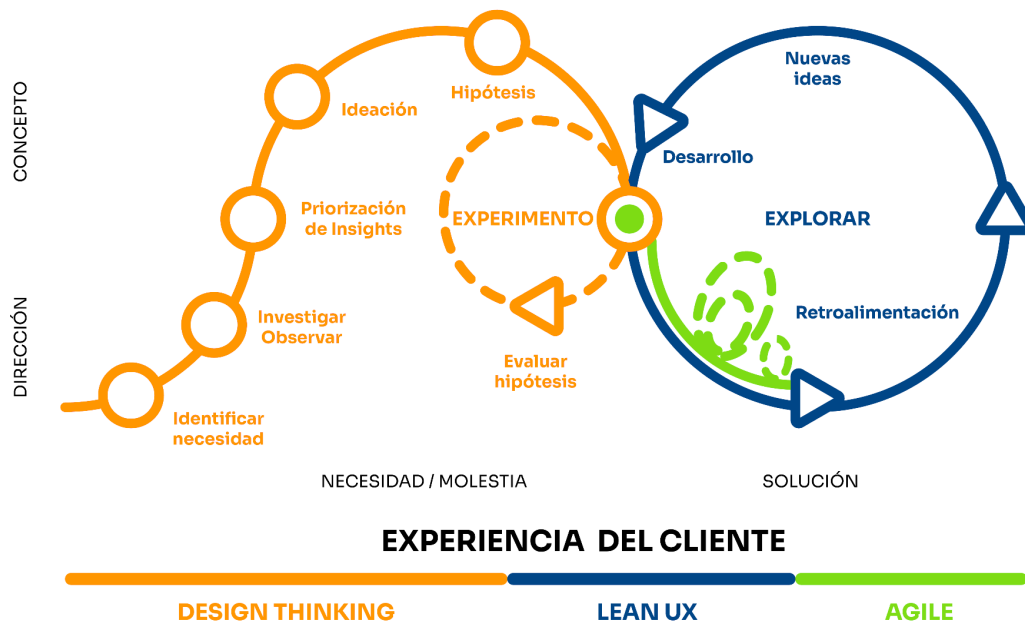 CONCEPTO
DIRECCIÓN
Hipótesis
Ideación
Priorización
de Insights
Investigar
Observar
Identificar
necesidad
EXPERIMENTO
Evaluar
hipótesis
Nuevas
ideas
Desarrollo
EXPLORAR
Retroalimentación
NECESIDAD / MOLESTIA
SOLUCIÓN
EXPERIENCIA DEL CLIENTE
DESIGN THINKING
LEAN UX
AGILE